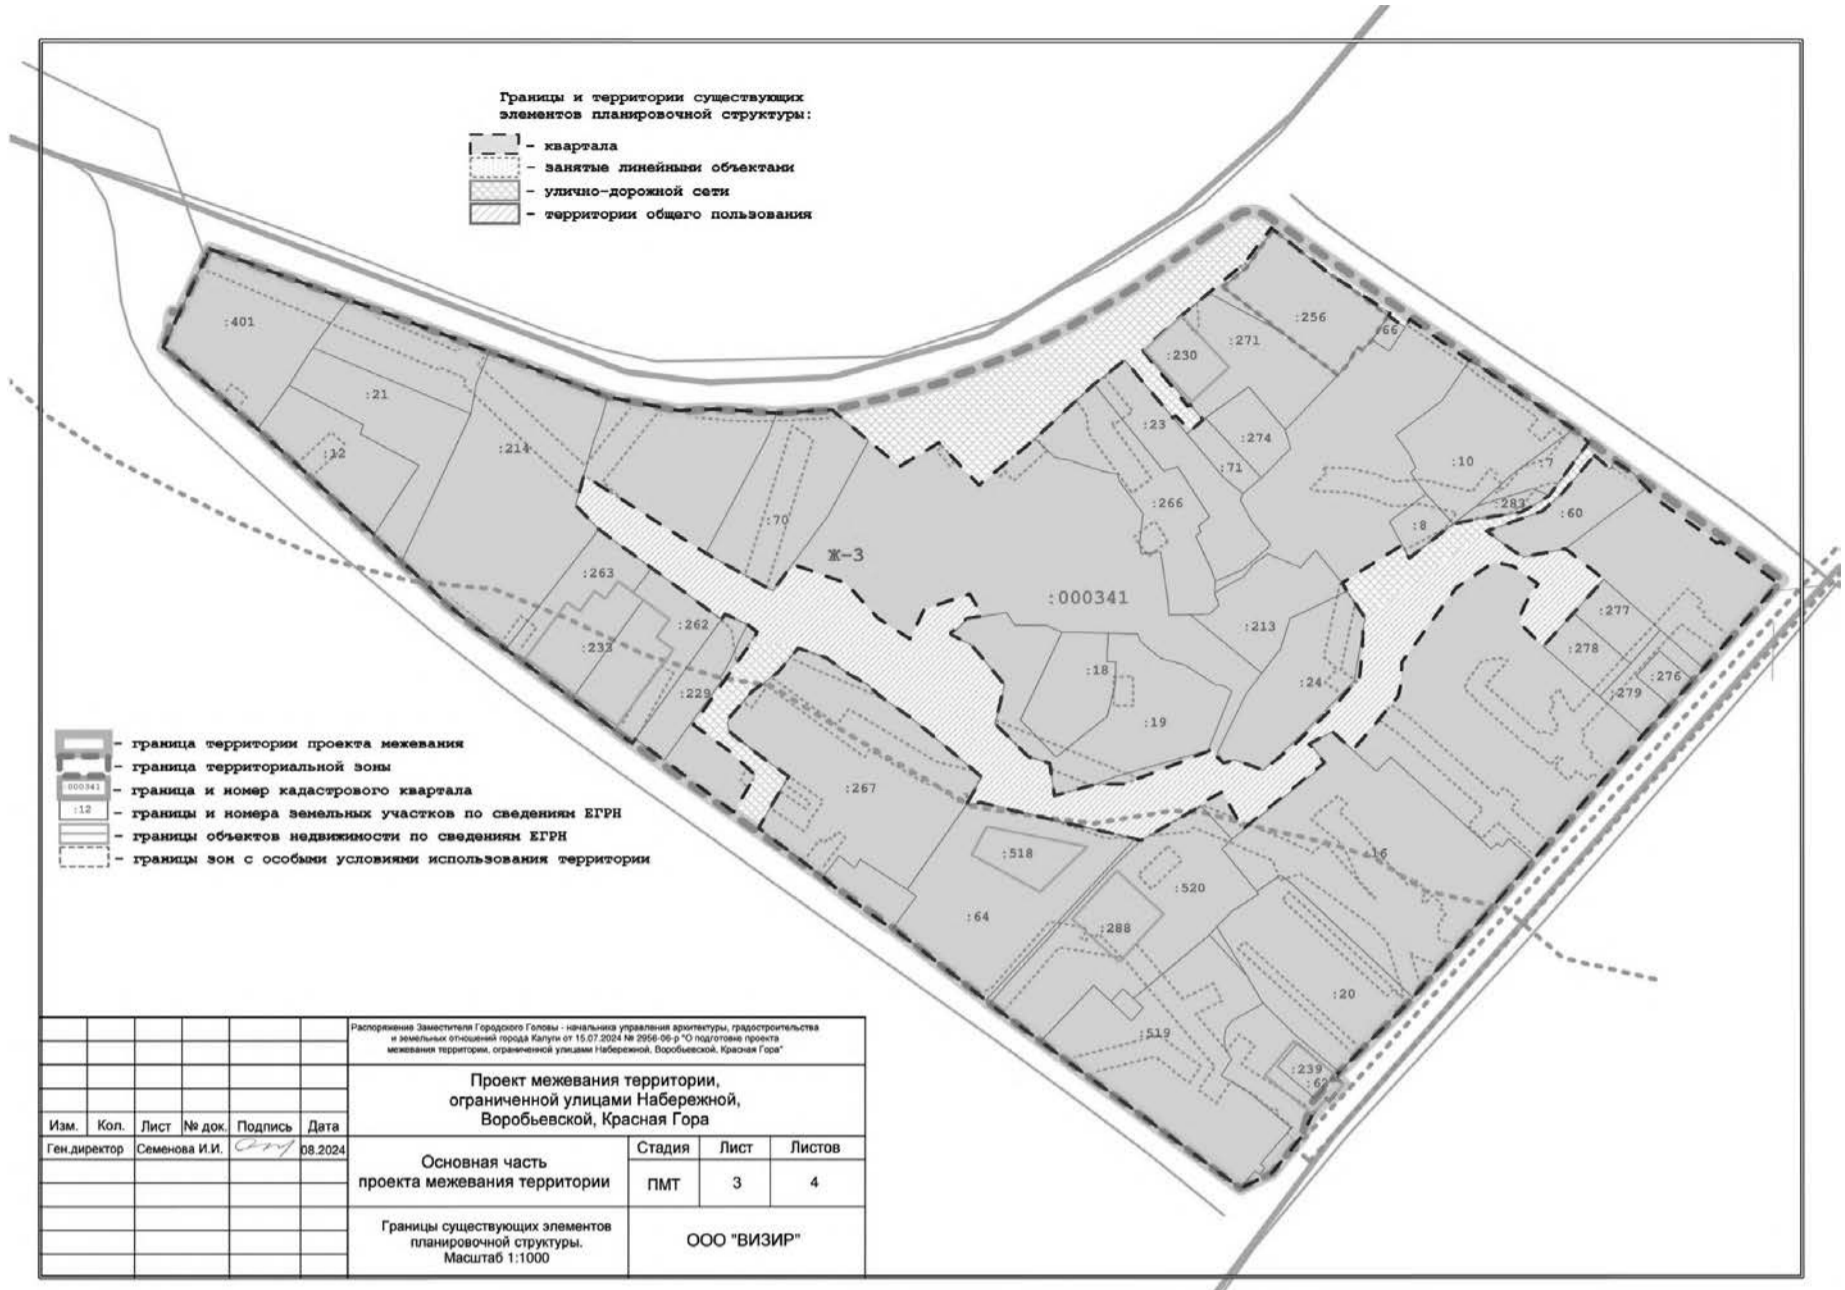 Границы и территории существующих
элементов планировочной структуры:
- квартала
- занятые линейными объектами
- улично-дорожной сети
- территории общего пользования
:401
:21
:12
:214
:70
:263
:233
:262
:229
Ж-3
:000341
:256
:66
:271
:230
:23
:274
:71
:266
:10
:7
:283
:8
:60
:213
:24
:18
:19
:277
:278
:276
:279
:267
:518
:64
:520
:288
:16
:20
:519
:239
:62
- граница территории проекта межевания
- граница территориальной зоны
:000341 - граница и номер кадастрового квартала
:12 - границы и номера земельных участков по сведениям ЕГРН
- границы объектов недвижимости по сведениям ЕГРН
- границы зон с особыми условиями использования территории
Распоряжение Заместителя Городского Головы - начальника управления архитектуры, градостроительства
и земельных отношений города Калуги от 15.07.2024 № 2956-06-р "О подготовке проекта
межевания территории, ограниченной улицами Набережной, Воробьевской, Красная Гора"
Проект межевания территории,
ограниченной улицами Набережной,
Воробьевской, Красная Гора
Изм. Кол. Лист № док. Подпись Дата
Ген.директор Семенова И.И. 08.2024
Основная часть
проекта межевания территории
Стадия Лист Листов
ПМТ 3 4
Границы существующих элементов
планировочной структуры.
Масштаб 1:1000
ООО "ВИЗИР"